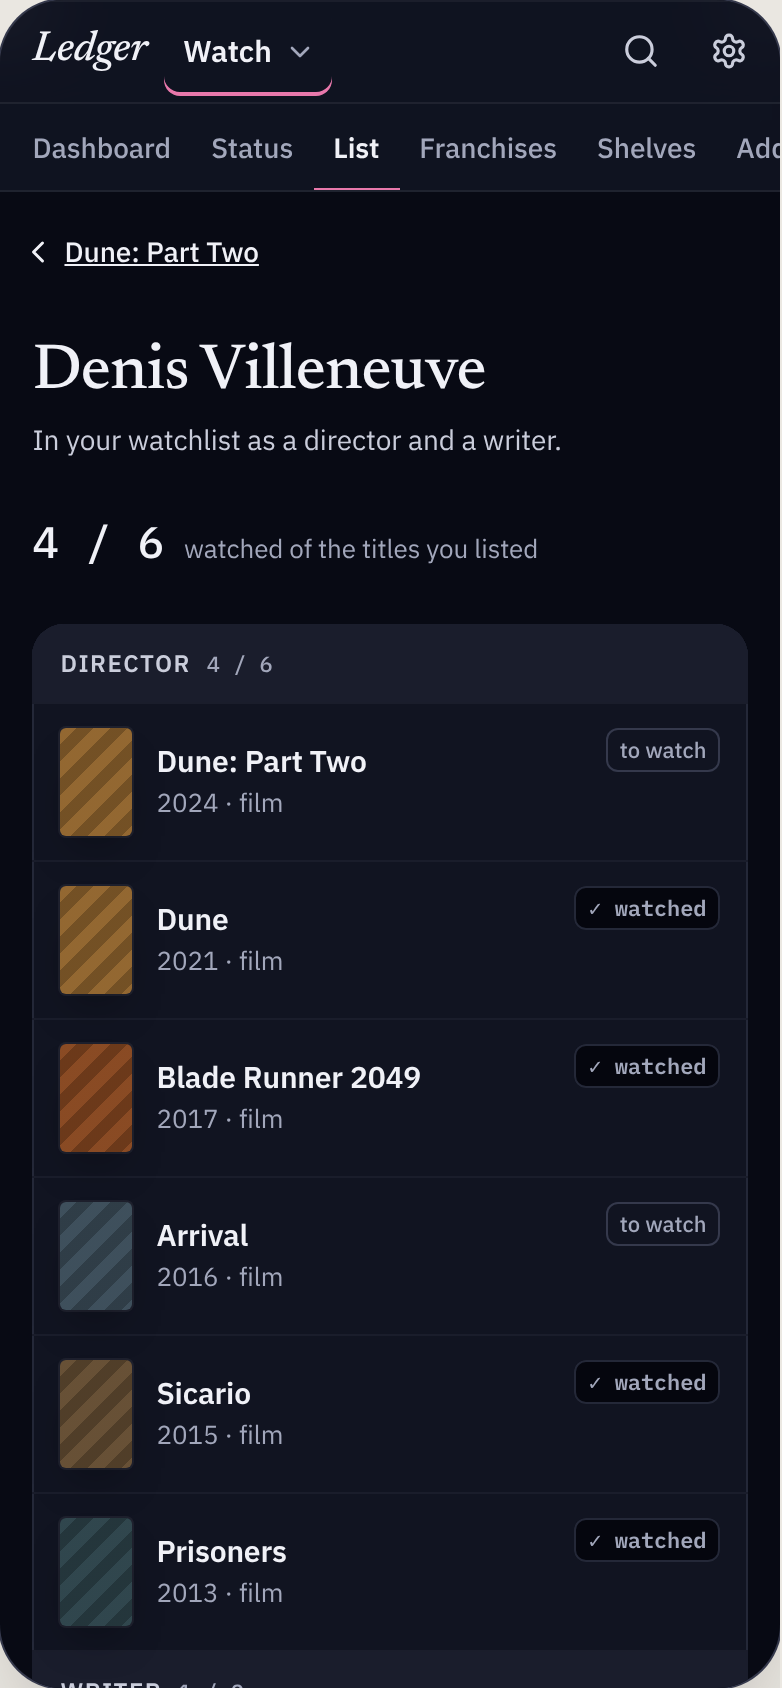 Ledger Watch
Dashboard Status List Franchises Shelves
Dune: Part Two
Denis Villeneuve
In your watchlist as a director and a writer.
4 / 6 watched of the titles you listed
DIRECTOR 4 / 6
Dune: Part Two
to watch
2024 · film
Dune
✓ watched
2021 · film
Blade Runner 2049
✓ watched
2017 · film
Arrival
to watch
2016 · film
Sicario
✓ watched
2015 · film
Prisoners
✓ watched
2013 · film
WRITER